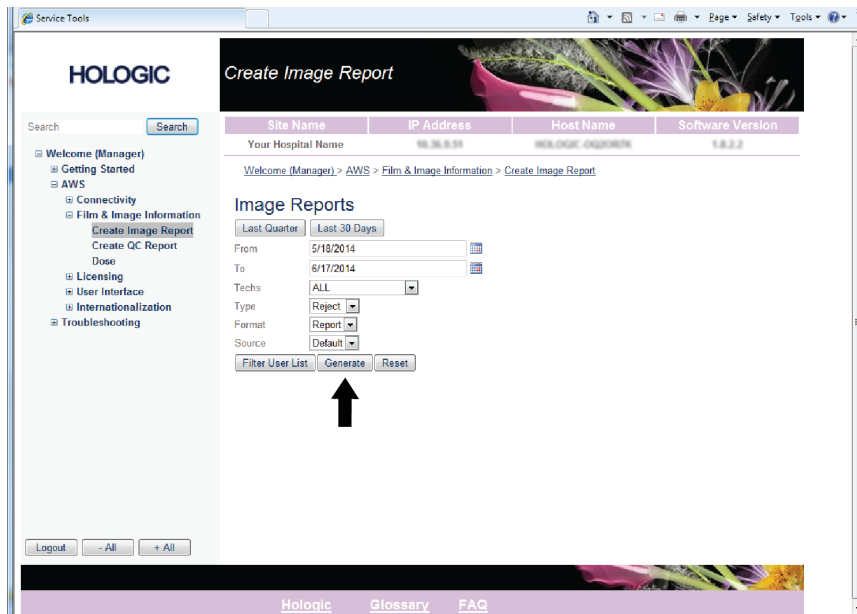 Service Tools
Page Safety Tools
HOLOGIC
Create Image Report
Search Search
Site Name IP Address Host Name Software Version
Your Hospital Name
Welcome (Manager) > AWS > Film & Image Information > Create Image Report
Welcome (Manager)
Getting Started
AWS
Connectivity
Film & Image Information
Create Image Report
Create QC Report
Dose
Licensing
User Interface
Internationalization
Troubleshooting
Image Reports
Last Quarter Last 30 Days
From 5/18/2014
To 6/17/2014
Techs ALL
Type Reject
Format Report
Source Default
Filter User List Generate Reset
Logout - All + All
Hologic Glossary FAQ